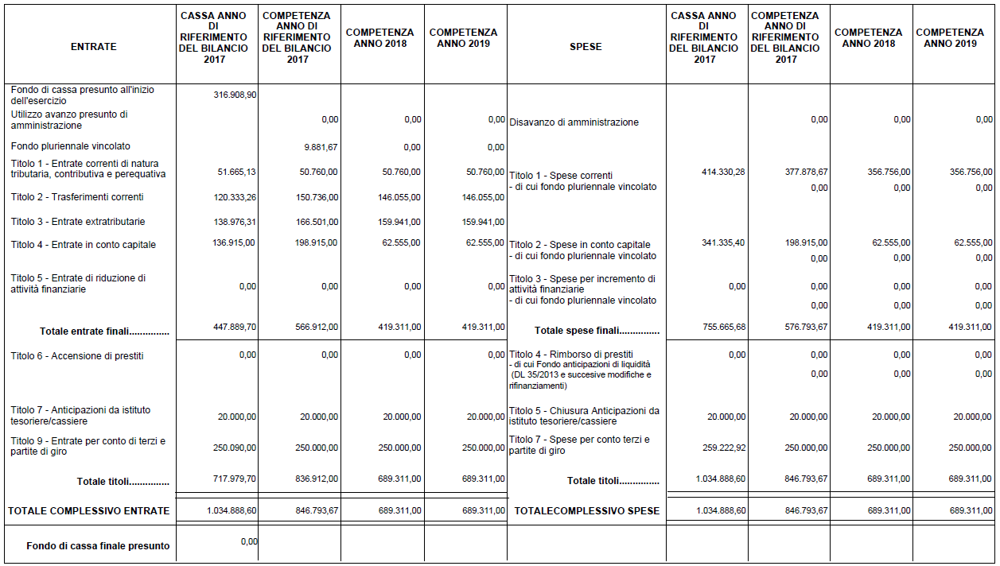 ENTRATE
CASSA ANNO
DI
RIFERIMENTO
DEL BILANCIO
2017
COMPETENZA
ANNO DI
RIFERIMENTO
DEL BILANCIO
2017
COMPETENZA
ANNO 2018
COMPETENZA
ANNO 2019
SPESE
CASSA ANNO
DI
RIFERIMENTO
DEL BILANCIO
2017
COMPETENZA
ANNO DI
RIFERIMENTO
DEL BILANCIO
2017
COMPETENZA
ANNO 2018
COMPETENZA
ANNO 2019
Fondo di cassa presunto all'inizio
dell'esercizio
316.908,90
Utilizzo avanzo presunto di
amministrazione
0,00 0,00 0,00
Disavanzo di amministrazione
0,00 0,00 0,00
Fondo pluriennale vincolato
9.881,67 0,00 0,00
Titolo 1 - Entrate correnti di natura
tributaria, contributiva e perequativa
51.665,13 50.760,00 50.760,00 50.760,00
Titolo 1 - Spese correnti
414.330,28 377.878,67 356.756,00 356.756,00
- di cui fondo pluriennale vincolato
0,00 0,00 0,00
Titolo 2 - Trasferimenti correnti
120.333,26 150.736,00 146.055,00 146.055,00
Titolo 3 - Entrate extratributarie
138.976,31 166.501,00 159.941,00 159.941,00
Titolo 4 - Entrate in conto capitale
136.915,00 198.915,00 62.555,00 62.555,00
Titolo 2 - Spese in conto capitale
341.335,40 198.915,00 62.555,00 62.555,00
- di cui fondo pluriennale vincolato
0,00 0,00 0,00
Titolo 5 - Entrate di riduzione di
attività finanziarie
0,00 0,00 0,00 0,00
Titolo 3 - Spese per incremento di
attività finanziarie
0,00 0,00 0,00 0,00
- di cui fondo pluriennale vincolato
0,00 0,00 0,00
Totale entrate finali...............
447.889,70 566.912,00 419.311,00 419.311,00
Totale spese finali...............
755.665,68 576.793,67 419.311,00 419.311,00
Titolo 6 - Accensione di prestiti
0,00 0,00 0,00 0,00
Titolo 4 - Rimborso di prestiti
0,00 0,00 0,00 0,00
- di cui Fondo anticipazioni di liquidità
(DL 35/2013 e succesive modifiche e
rifinanziamenti)
0,00 0,00 0,00
Titolo 7 - Anticipazioni da istituto
tesoriere/cassiere
20.000,00 20.000,00 20.000,00 20.000,00
Titolo 5 - Chiusura Anticipazioni da
istituto tesoriere/cassiere
20.000,00 20.000,00 20.000,00 20.000,00
Titolo 9 - Entrate per conto di terzi e
partite di giro
250.090,00 250.000,00 250.000,00 250.000,00
Titolo 7 - Spese per conto terzi e
partite di giro
259.222,92 250.000,00 250.000,00 250.000,00
Totale titoli...............
717.979,70 836.912,00 689.311,00 689.311,00
Totale titoli...............
1.034.888,60 846.793,67 689.311,00 689.311,00
TOTALE COMPLESSIVO ENTRATE
1.034.888,60 846.793,67 689.311,00 689.311,00
TOTALECOMPLESSIVO SPESE
1.034.888,60 846.793,67 689.311,00 689.311,00
Fondo di cassa finale presunto
0,00